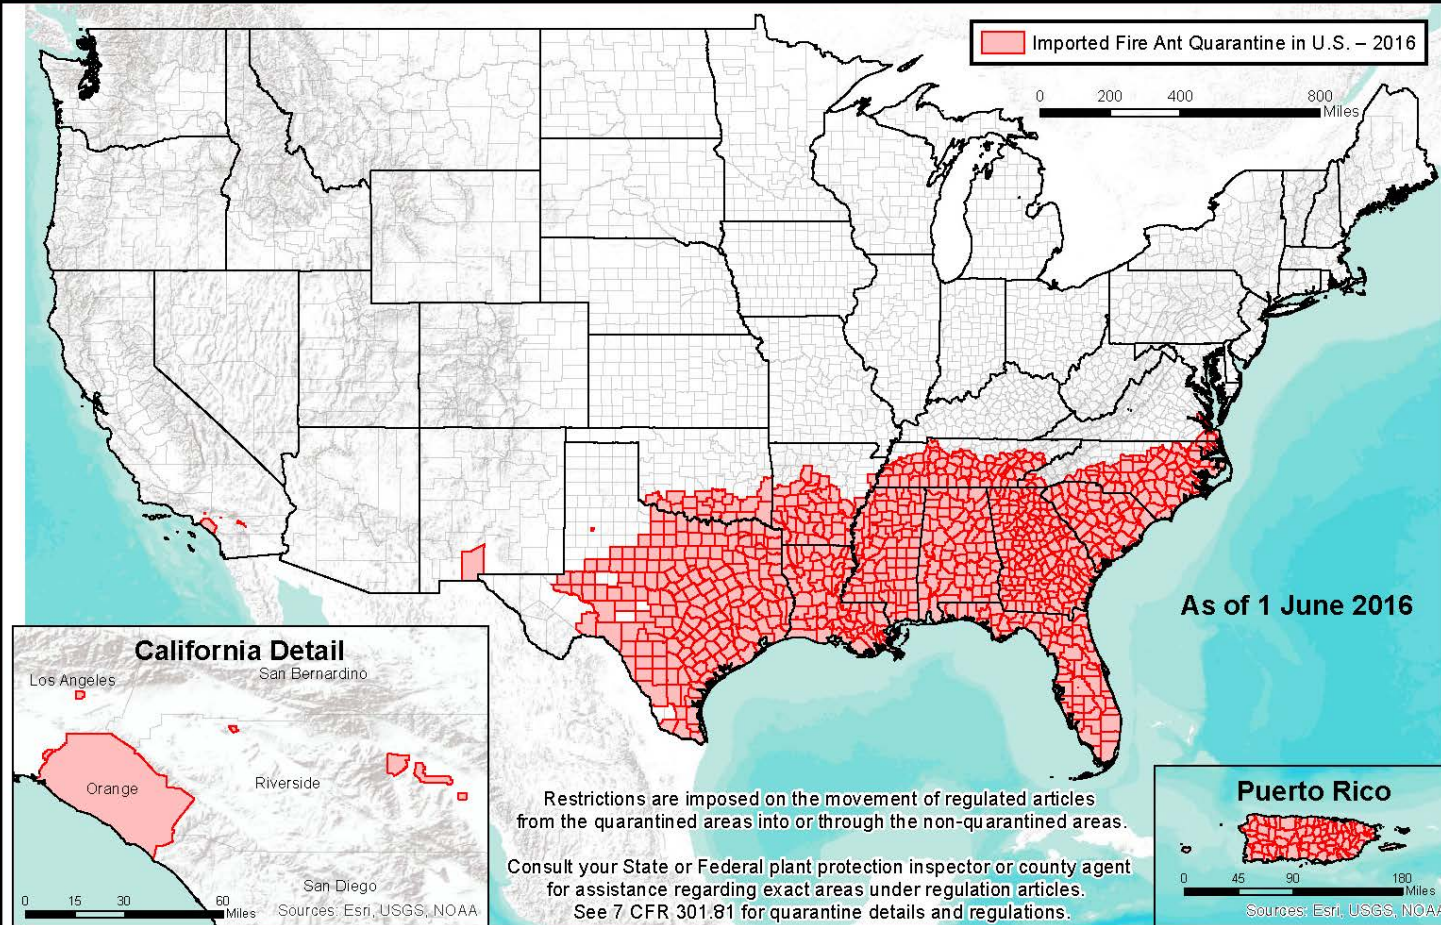 Imported Fire Ant Quarantine in U.S. – 2016
0 200 400 800
Miles
As of 1 June 2016
California Detail
San Bernardino
Los Angeles
Orange
Riverside
San Diego
0 15 30 60
Miles
Sources: Esri, USGS, NOAA
Restrictions are imposed on the movement of regulated articles
from the quarantined areas into or through the non-quarantined areas.
Consult your State or Federal plant protection inspector or county agent
for assistance regarding exact areas under regulation articles.
See 7 CFR 301.81 for quarantine details and regulations.
Puerto Rico
0 45 90 180
Miles
Sources: Esri, USGS, NOAA